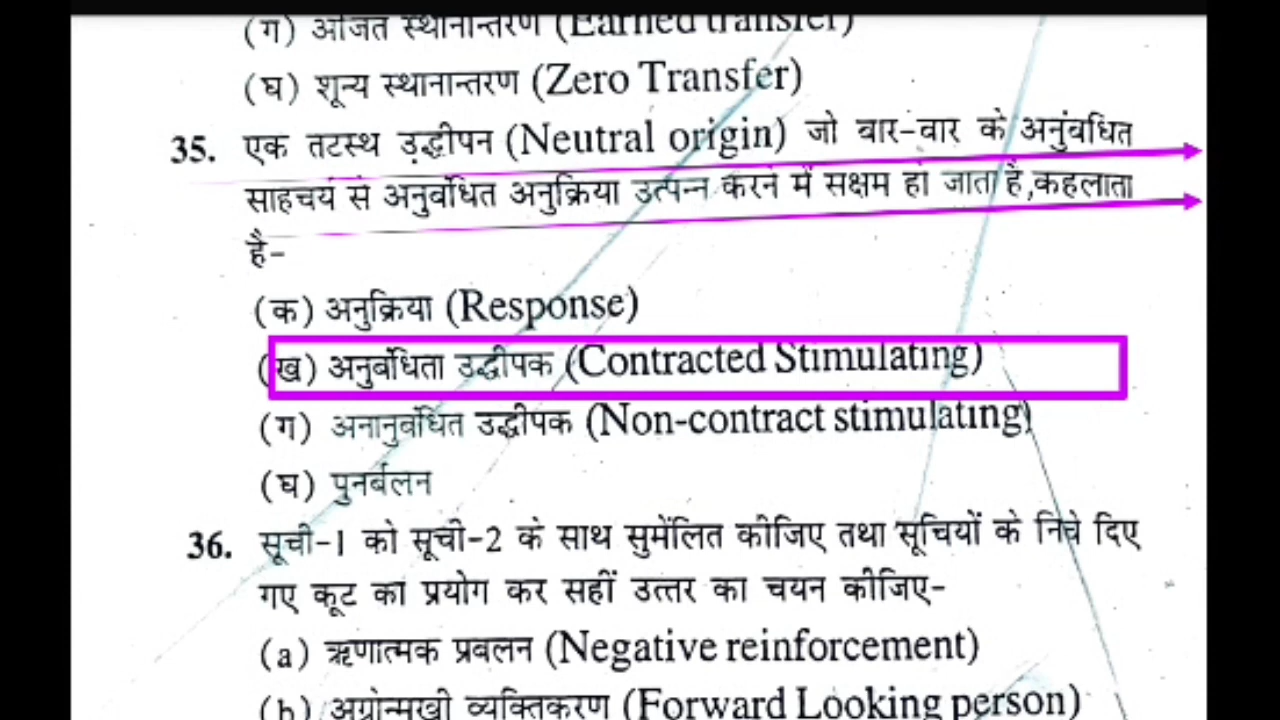 (ग) अर्जित स्थानान्तरण (Earned transfer)
(घ) शून्य स्थानान्तरण (Zero Transfer)
35. एक तटस्थ उद्धीपन (Neutral origin) जो बार-बार के अनुंबधित
साहचर्य से अनुबंधित अनुक्रिया उत्पन्न करने में सक्षम हो जाता है,कहलाता
है-
(क) अनुक्रिया (Response)
(ख) अनुबंधिता उद्धीपक (Contracted Stimulating)
(ग) अनानुबंधित उद्धीपक (Non-contract stimulating)
(घ) पुनर्बलन
36. सूची-1 को सूची-2 के साथ सुमेंलित कीजिए तथा सूचियों के निचे दिए
गए कूट का प्रयोग कर सहीं उत्तर का चयन कीजिए-
(a) ऋणात्मक प्रबलन (Negative reinforcement)
(b) अग्रोन्मुखी व्यक्तिकरण (Forward Looking person)